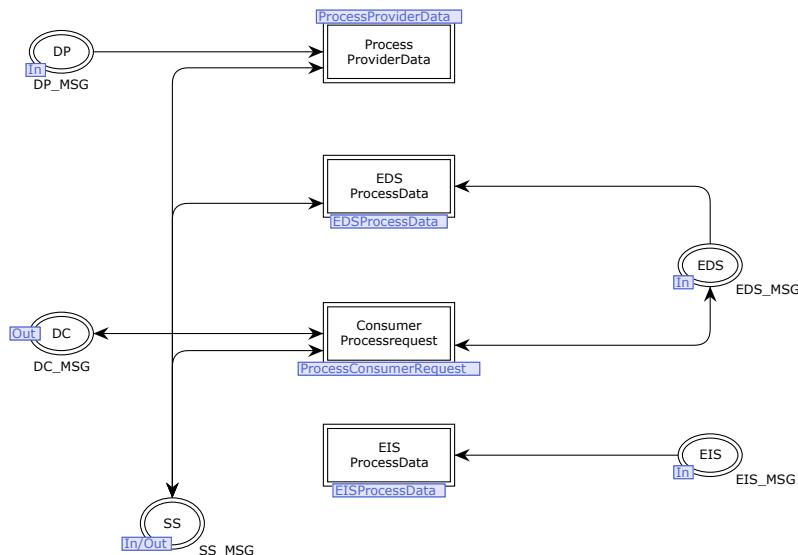 ProcessProviderData
DP
Process
ProviderData
In
DP_MSG
EDS
ProcessData
EDSProcessData
EDS
In
EDS_MSG
Out
DC
Consumer
Processrequest
DC_MSG
ProcessConsumerRequest
EIS
ProcessData
EIS
In
EIS_MSG
EISProcessData
SS
In/Out
SS_MSG